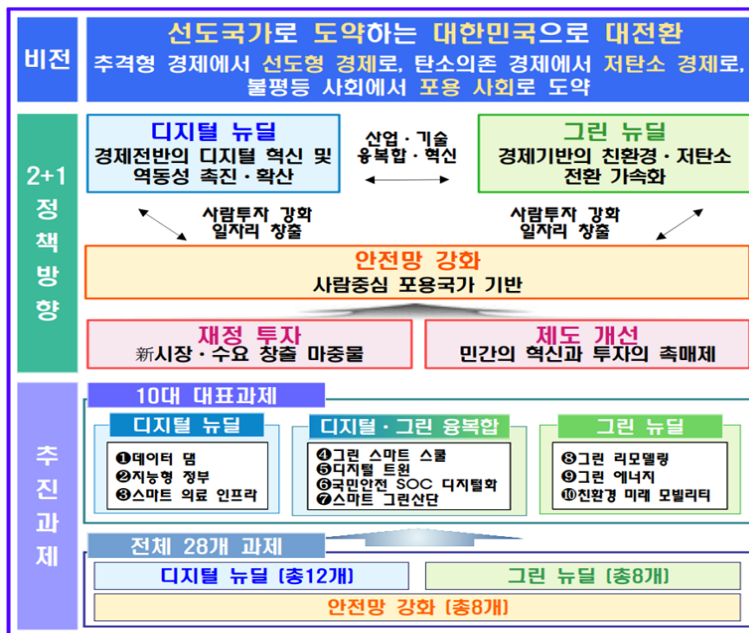 비전
선도국가로 도약하는 대한민국으로 대전환
추격형 경제에서 선도형 경제로, 탄소의존 경제에서 저탄소 경제로,
불평등 사회에서 포용 사회로 도약
2+1
정책방향
디지털 뉴딜
경제전반의 디지털 혁신 및
역동성 촉진·확산
산업·기술
융복합·혁신
그린 뉴딜
경제기반의 친환경·저탄소
전환 가속화
사람투자 강화
일자리 창출
사람투자 강화
일자리 창출
안전망 강화
사람중심 포용국가 기반
재정 투자
新시장·수요 창출 마중물
제도 개선
민간의 혁신과 투자의 촉매제
추진과제
10대 대표과제
디지털 뉴딜
❶데이터 댐
❷지능형 정부
❸스마트 의료 인프라
디지털·그린 융복합
❹그린 스마트 스쿨
❺디지털 트윈
❻국민안전 SOC 디지털화
❼스마트 그린산단
그린 뉴딜
❽그린 리모델링
❾그린 에너지
❿친환경 미래 모빌리티
전체 28개 과제
디지털 뉴딜 (총12개)
그린 뉴딜 (총8개)
안전망 강화 (총8개)